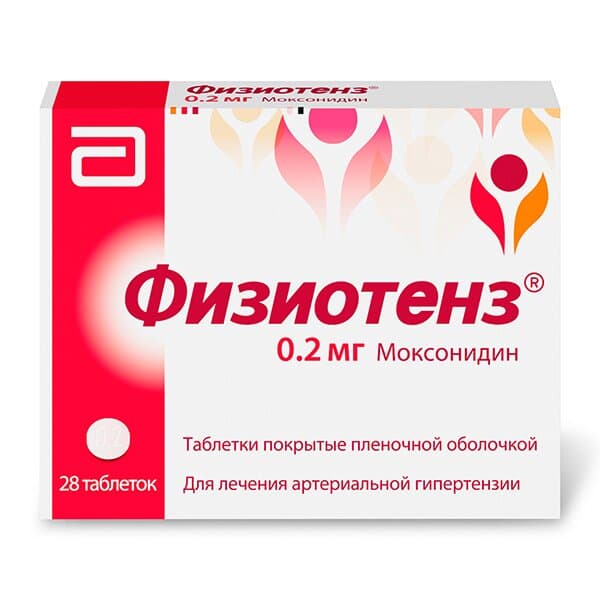 Физиотенз®
0.2 мг Моксонидин
Физиотенз®
0.2 мг Моксонидин
Таблетки покрытые пленочной оболочкой
28 таблеток
Для лечения артериальной гипертензии